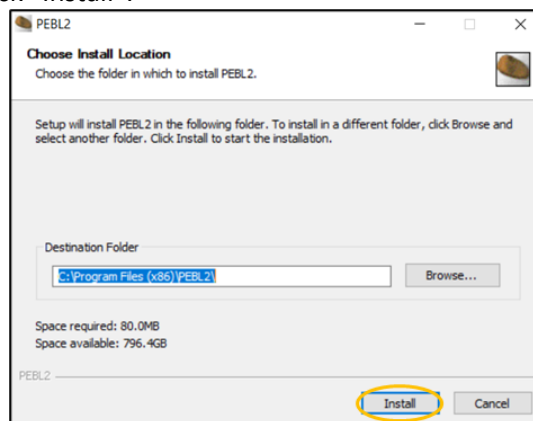 PEBL2
Choose Install Location
Choose the folder in which to install PEBL2.
Setup will install PEBL2 in the following folder. To install in a different folder, click Browse and
select another folder. Click Install to start the installation.
Destination Folder
C:\Program Files (x86)\PEBL2\
Browse...
Space required: 80.0MB
Space available: 796.4GB
PEBL2
Install
Cancel